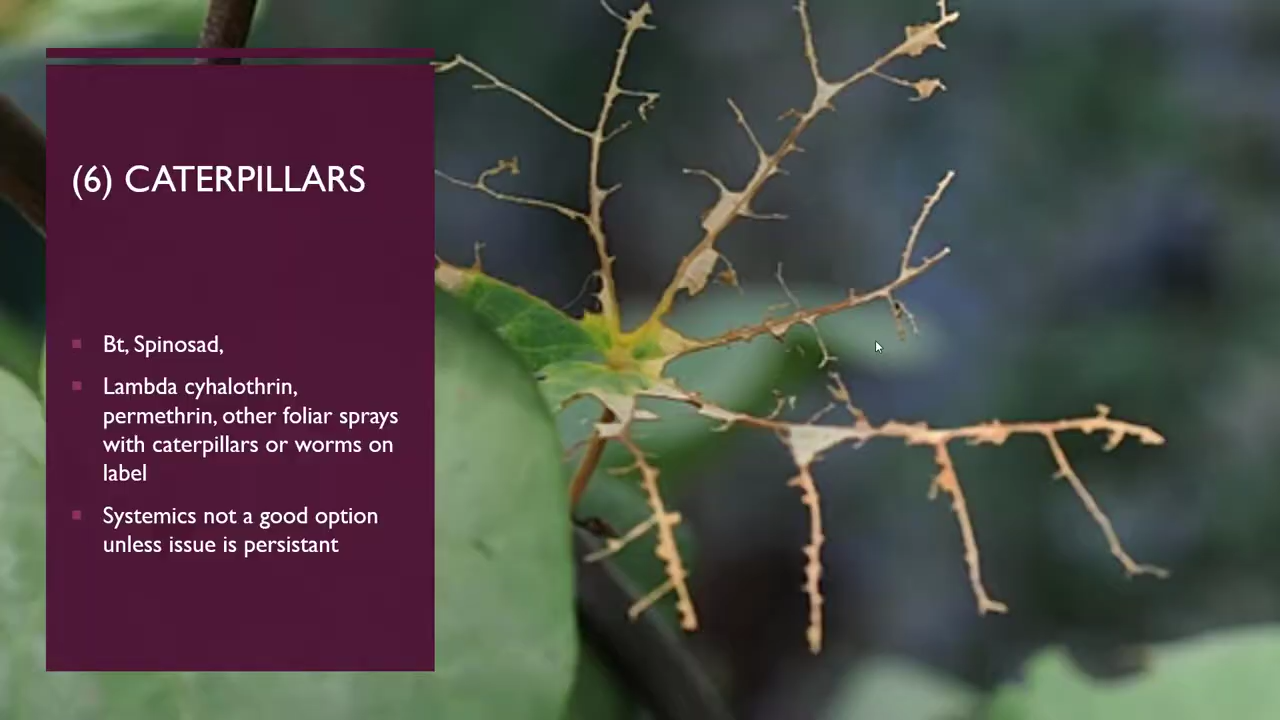 (6) CATERPILLARS
Bt, Spinosad,
Lambda cyhalothrin,
permethrin, other foliar sprays
with caterpillars or worms on
label
Systemics not a good option
unless issue is persistant